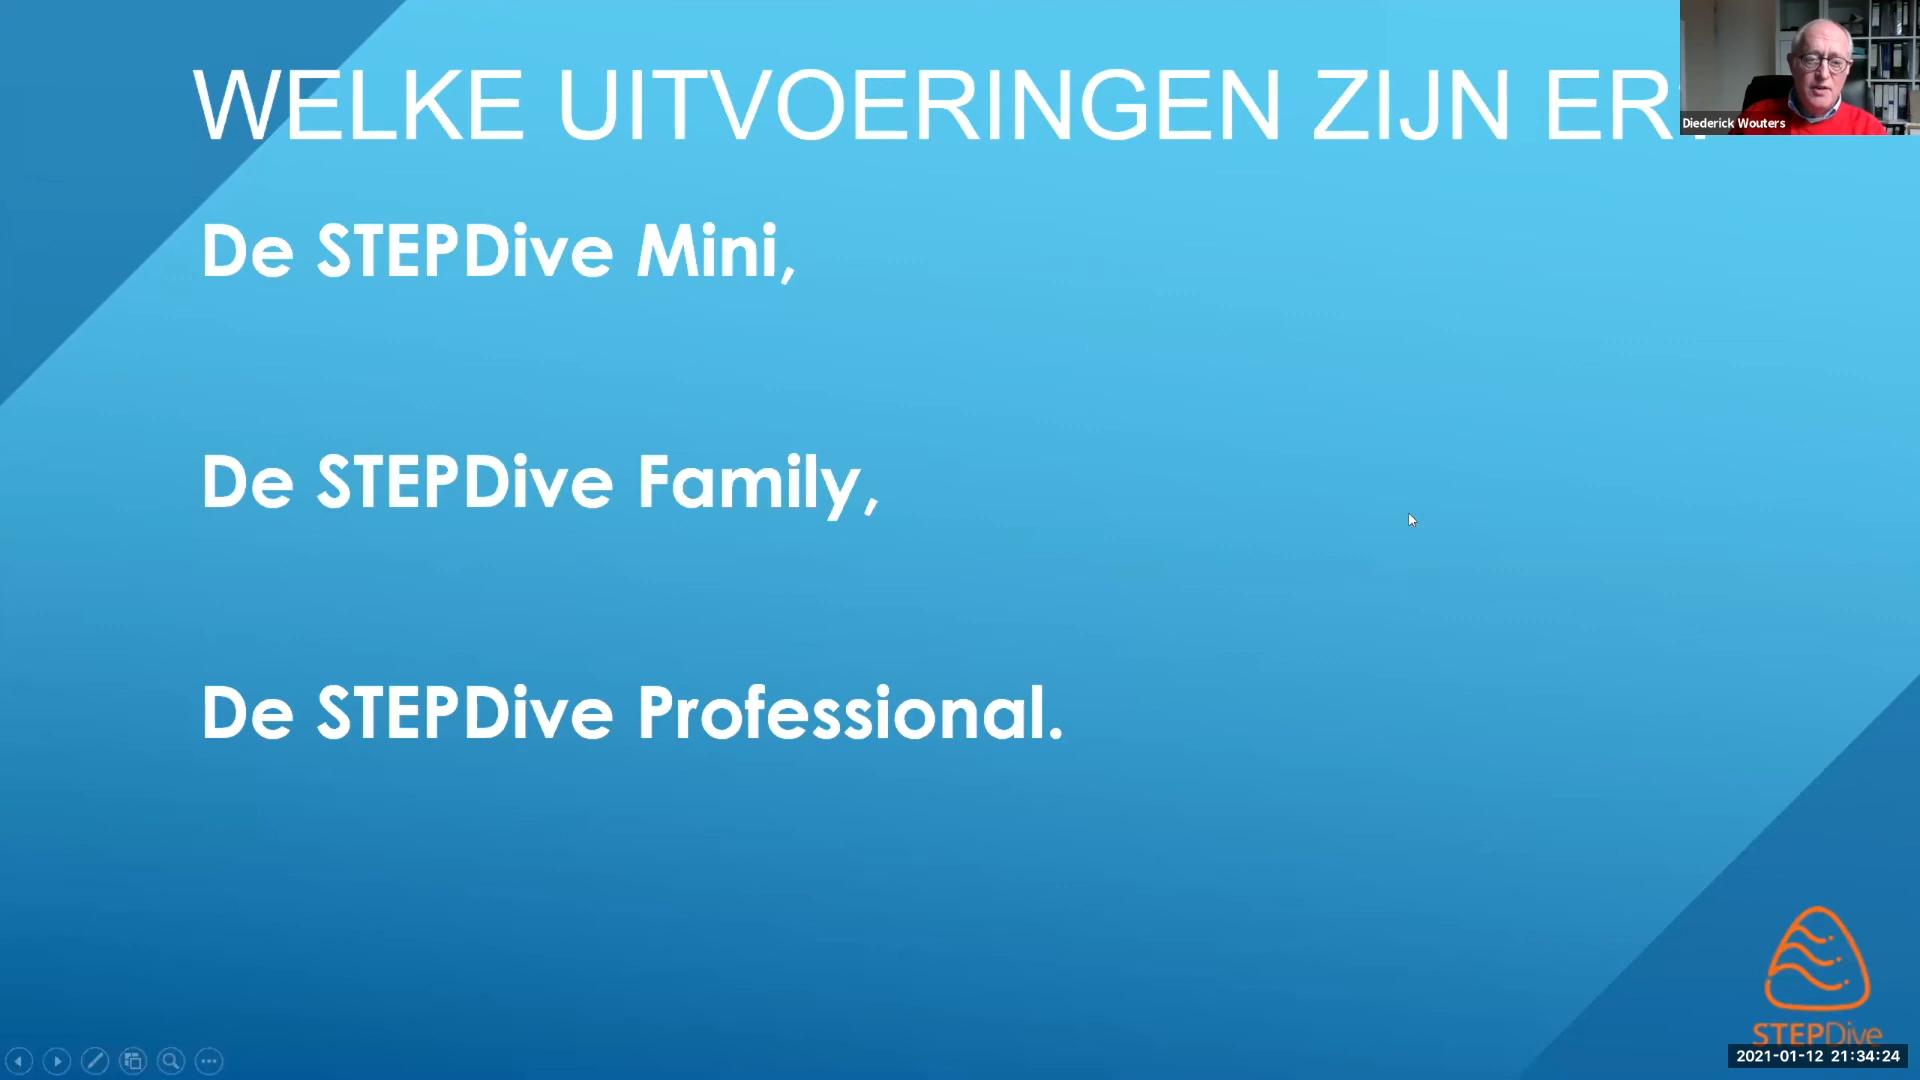 WELKE UITVOERINGEN ZIJN ER?
Diederick Wouters
De STEPDive Mini,
De STEPDive Family,
De STEPDive Professional.
STEPDive
2021-01-12 21:34:24